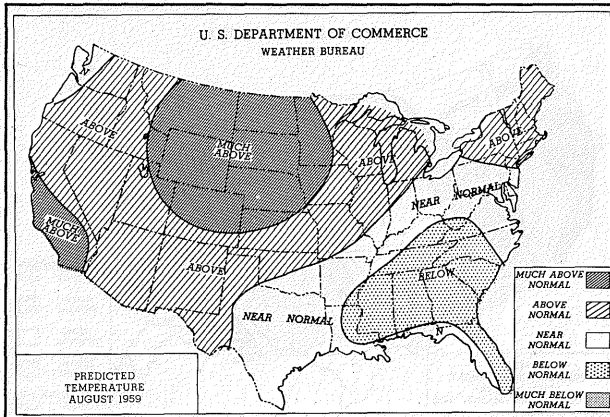 U. S. DEPARTMENT OF COMMERCE
WEATHER BUREAU
N
ABOVE
MUCH
ABOVE
ABOVE
ABOVE
MUCH
ABOVE
NEAR NORMAL
ABOVE
BELOW
NEAR NORMAL
N
MUCH ABOVE
NORMAL
ABOVE
NORMAL
NEAR
NORMAL
BELOW
NORMAL
MUCH BELOW
NORMAL
PREDICTED
TEMPERATURE
AUGUST 1959